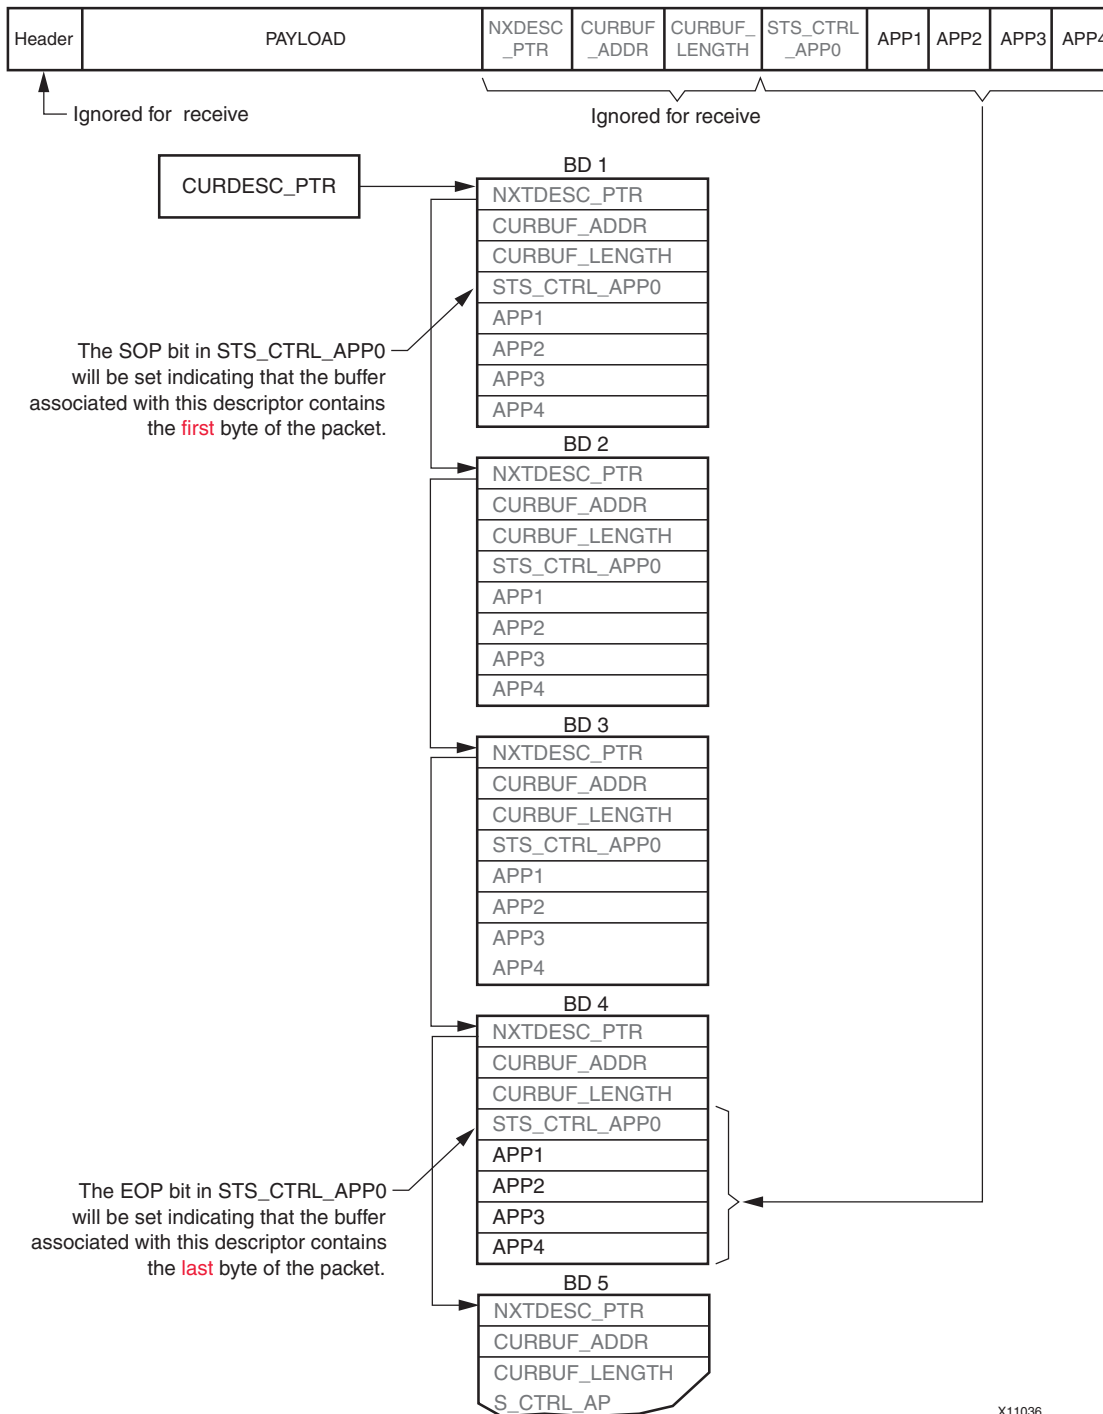 Header
PAYLOAD
NXDESC
_PTR
CURBUF
_ADDR
CURBUF_
LENGTH
STS_CTRL
_APP0
APP1
APP2
APP3
APP4
Ignored for receive
Ignored for receive
CURDESC_PTR
BD 1
NXTDESC_PTR
CURBUF_ADDR
CURBUF_LENGTH
STS_CTRL_APP0
APP1
APP2
APP3
APP4
The SOP bit in STS_CTRL_APP0
will be set indicating that the buffer
associated with this descriptor contains
the first byte of the packet.
BD 2
NXTDESC_PTR
CURBUF_ADDR
CURBUF_LENGTH
STS_CTRL_APP0
APP1
APP2
APP3
APP4
BD 3
NXTDESC_PTR
CURBUF_ADDR
CURBUF_LENGTH
STS_CTRL_APP0
APP1
APP2
APP3
APP4
BD 4
NXTDESC_PTR
CURBUF_ADDR
CURBUF_LENGTH
STS_CTRL_APP0
APP1
APP2
APP3
APP4
The EOP bit in STS_CTRL_APP0
will be set indicating that the buffer
associated with this descriptor contains
the last byte of the packet.
BD 5
NXTDESC_PTR
CURBUF_ADDR
CURBUF_LENGTH
S_CTRL_AP
X11036